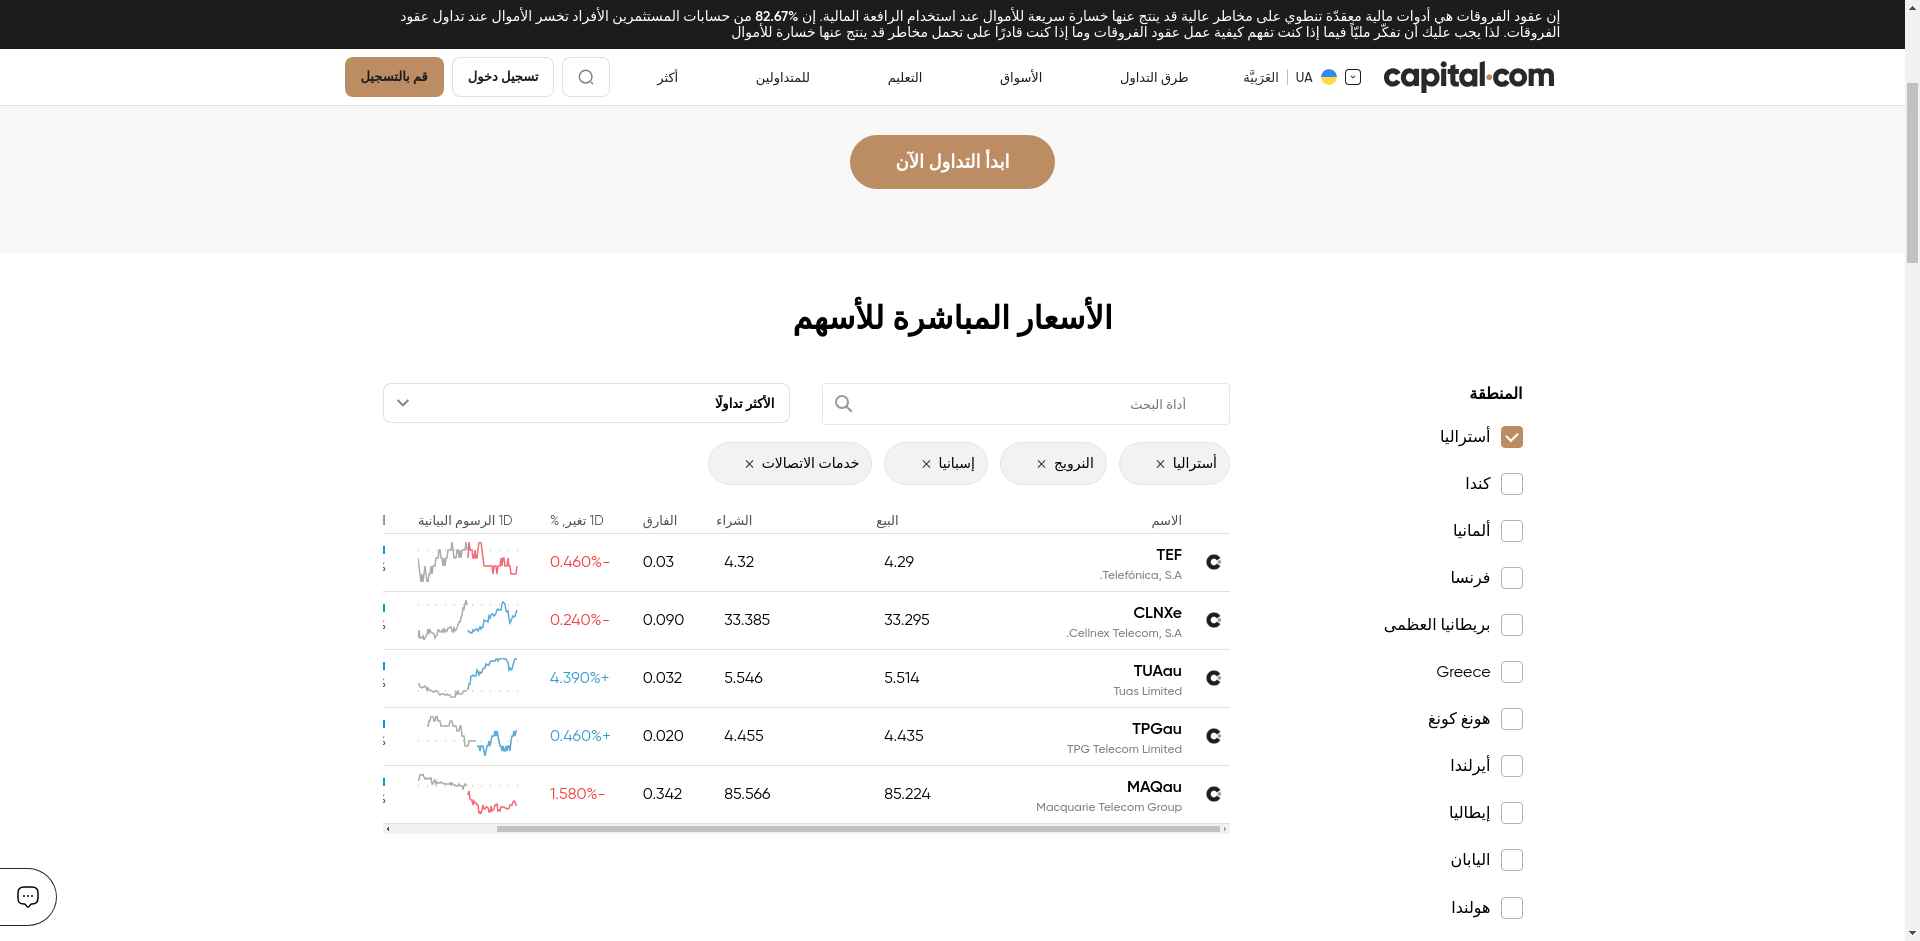 إن عقود الفروقات هي أدوات مالية معقدّة تنطوي على مخاطر عالية قد ينتج عنها خسارة سريعة للأموال عند استخدام الرافعة المالية. إن 82.67% من حسابات المستثمرين الأفراد تخسر الأموال عند تداول عقود
الفروقات. لذا يجب عليك أن تفكّر مليّاً فيما إذا كنت تفهم كيفية عمل عقود الفروقات وما إذا كنت قادرًا على تحمل مخاطر قد ينتج عنها خسارة للأموال
capital.com
UA
العَرَبيَّة
طرق التداول
الأسواق
التعليم
للمتداولين
أكثر
تسجيل دخول
قم بالتسجيل
ابدأ التداول الآن
الأسعار المباشرة للأسهم
المنطقة
أستراليا
كندا
ألمانيا
فرنسا
بريطانيا العظمى
Greece
هونغ كونغ
أيرلندا
إيطاليا
اليابان
هولندا
أداة البحث
الأكثر تداولًا
أستراليا ×
النرويج ×
إسبانيا ×
خدمات الاتصالات ×
الاسم البيع الشراء الفارق 1D تغير, % 1D الرسوم البيانية
TEF 4.29 4.32 0.03 0.460%-
Telefónica, S.A.
CLNXe 33.295 33.385 0.090 0.240%-
Cellnex Telecom, S.A.
TUAau 5.514 5.546 0.032 4.390%+
Tuas Limited
TPGau 4.435 4.455 0.020 0.460%+
TPG Telecom Limited
MAQau 85.224 85.566 0.342 1.580%-
Macquarie Telecom Group